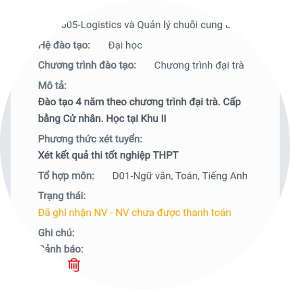 005-Logistics và Quản lý chuỗi cung
Hệ đào tạo: Đại học
Chương trình đào tạo: Chương trình đại trà
Mô tả:
Đào tạo 4 năm theo chương trình đại trà. Cấp
bằng Cử nhân. Học tại Khu II
Phương thức xét tuyển:
Xét kết quả thi tốt nghiệp THPT
Tổ hợp môn: D01-Ngữ văn, Toán, Tiếng Anh
Trạng thái:
Đã ghi nhận NV - NV chưa được thanh toán
Ghi chú:
báo: